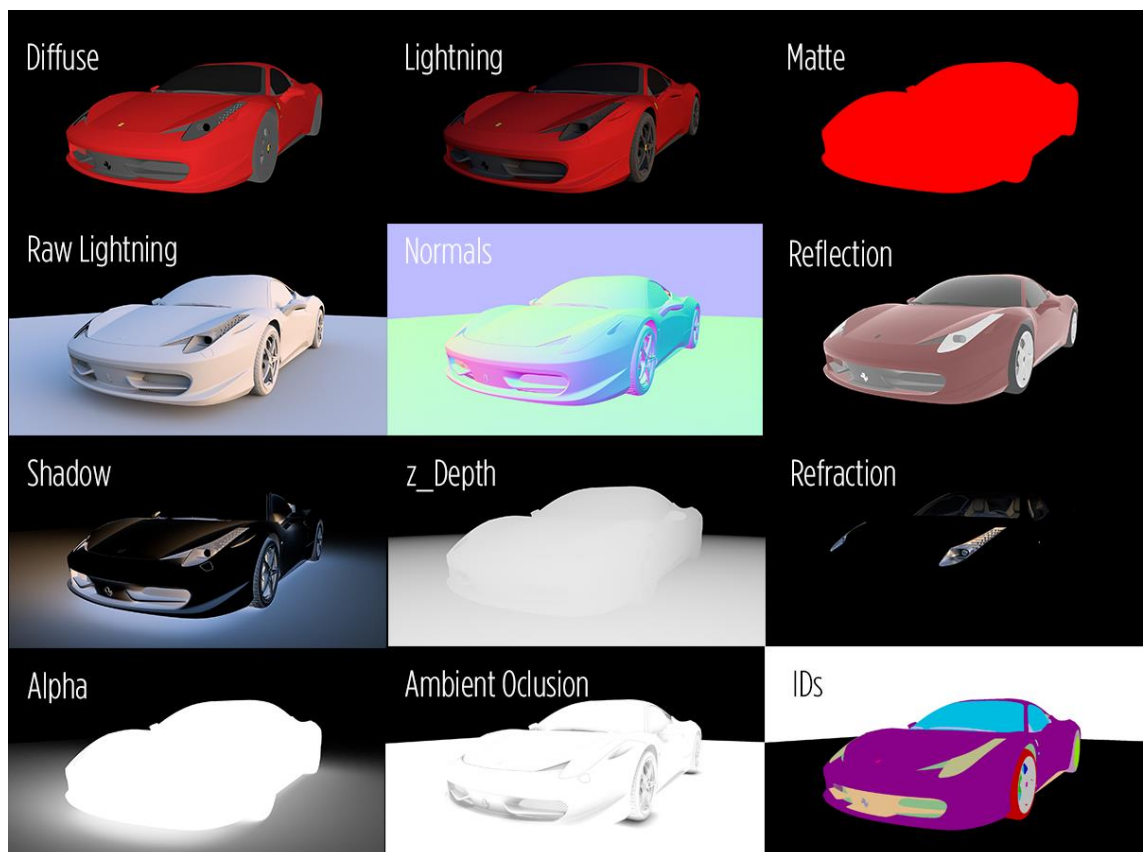 Diffuse
Lightning
Matte
Raw Lightning
Normals
Reflection
Shadow
z_Depth
Refraction
Alpha
Ambient Oclusion
IDs